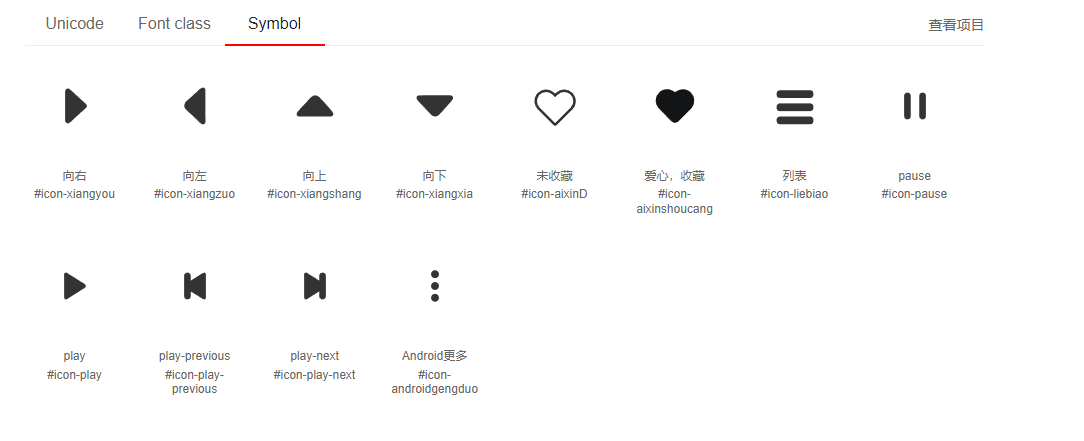 Unicode Font class Symbol 查看项目
向右 向左 向上 向下 未收藏 爱心，收藏 列表 pause
#icon-xiangyou #icon-xiangzuo #icon-xiangshang #icon-xiangxia #icon-aixinD #icon- #icon-liebiao #icon-pause
aixinshoucang
play play-previous play-next Android更多
#icon-play #icon-play- #icon-play-next #icon-
previous androidgengduo